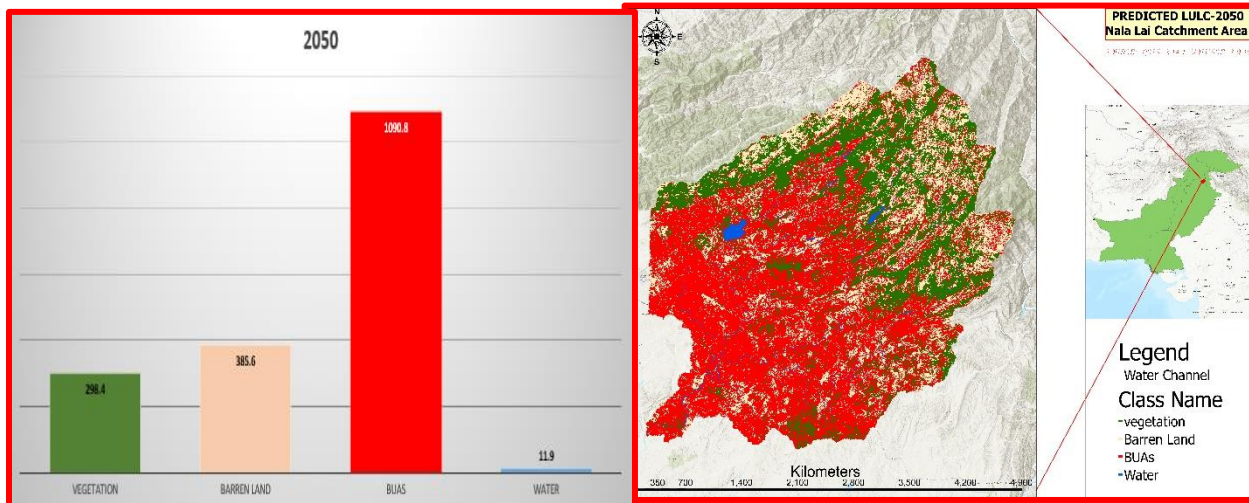 2050
1090.8
385.6
298.4
11.9
VEGETATION BARREN LAND BUAS WATER
N
E
S
PREDICTED LULC-2050
Nala Lai Catchment Area
Legend
Water Channel
Class Name
vegetation
Barren Land
BUAs
Water
Kilometers
350 700 1,400 2,100 2,800 3,500 4,200 4,900